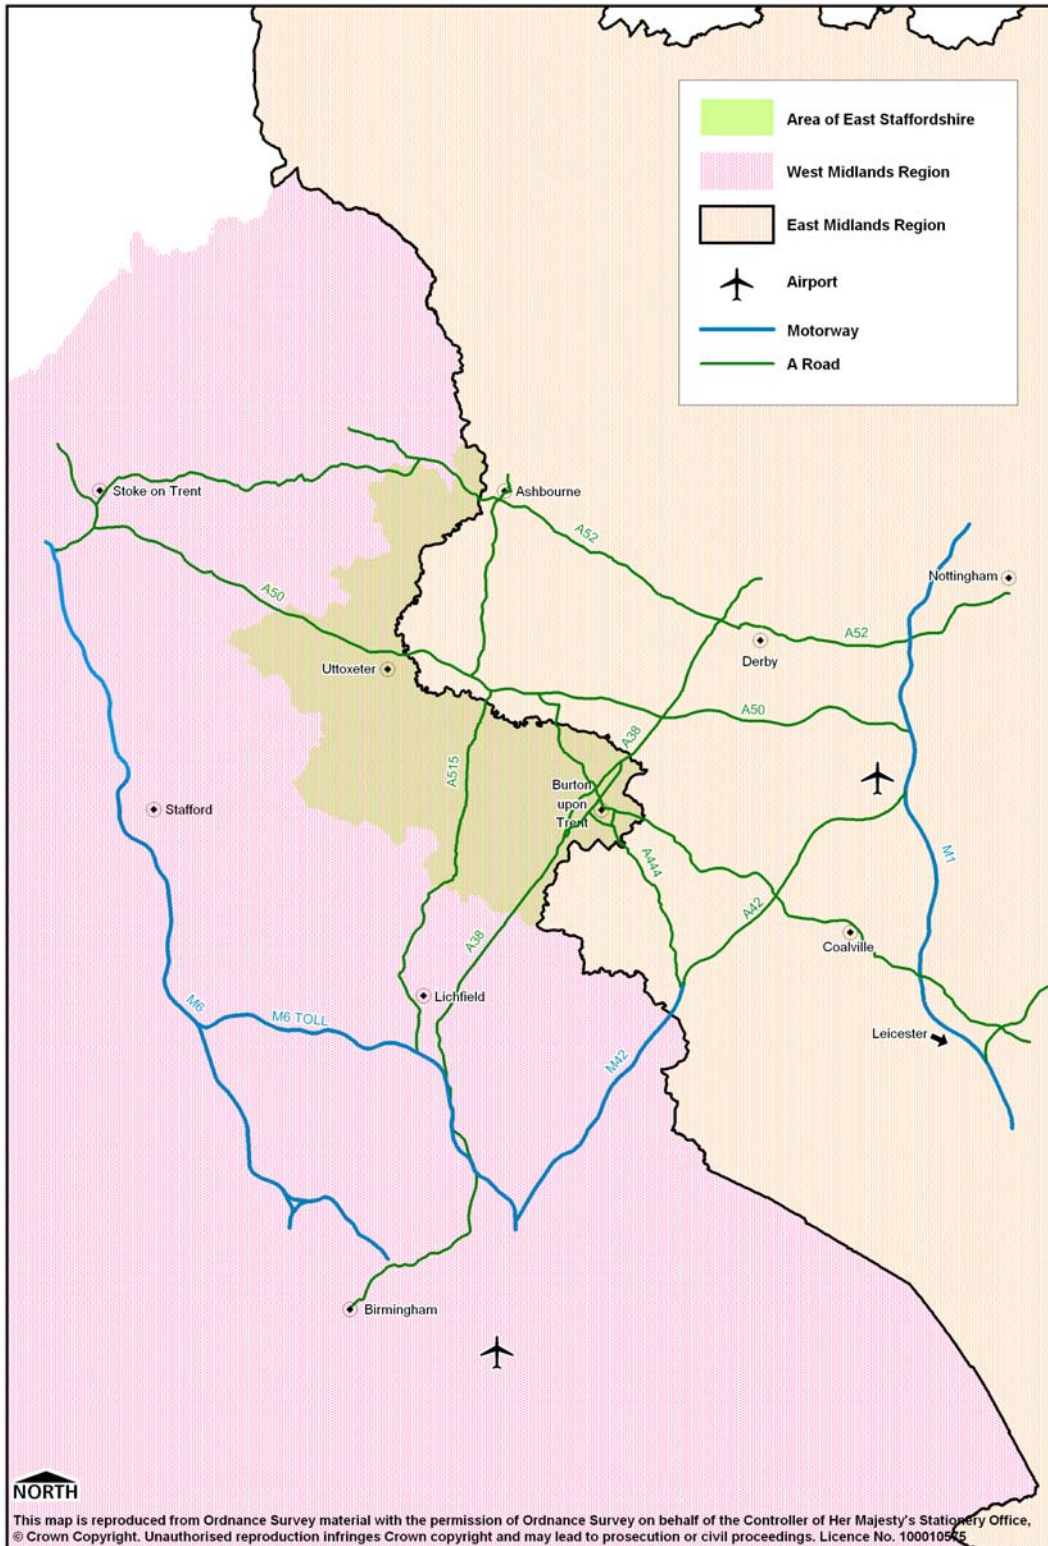 Area of East Staffordshire
West Midlands Region
East Midlands Region
Airport
Motorway
A Road
Stoke on Trent
Ashbourne
A52
Nottingham
A50
A52
Derby
Uttoxeter
A50
A38
A515
Burton
upon
Trent
Stafford
A444
M1
A42
A38
Coalville
Lichfield
M6
M6 TOLL
Leicester
M42
Birmingham
NORTH
This map is reproduced from Ordnance Survey material with the permission of Ordnance Survey on behalf of the Controller of Her Majesty's Stationery Office,
© Crown Copyright. Unauthorised reproduction infringes Crown copyright and may lead to prosecution or civil proceedings. Licence No. 100010575